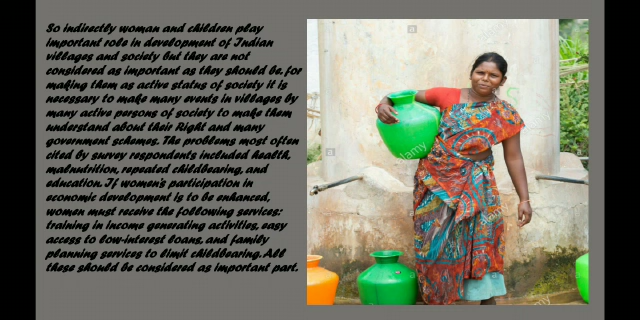 So indirectly woman and children play
important role in development of Indian
villages and society but they are not
considered as important as they should be. for
making them as active status of society it is
necessary to make many events in villages by
many active persons of society to make them
understand about their Right and many
government schemes. The problems most often
cited by survey respondents included health,
malnutrition, repeated childbearing, and
education. If women's participation in
economic development is to be enhanced,
women must receive the following services:
training in income generating activities, easy
access to low-interest loans, and family
planning services to limit childbearing. All
these should be considered as important part.
a
a
alamy